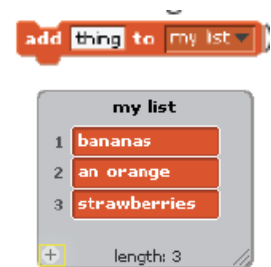 add thing to my list
my list
1 bananas
2 an orange
3 strawberries
+ length: 3